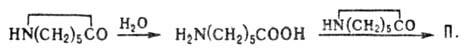 HN(CH₂)₅CO —H₂O→ H₂N(CH₂)₅COOH —HN(CH₂)₅CO→ П.